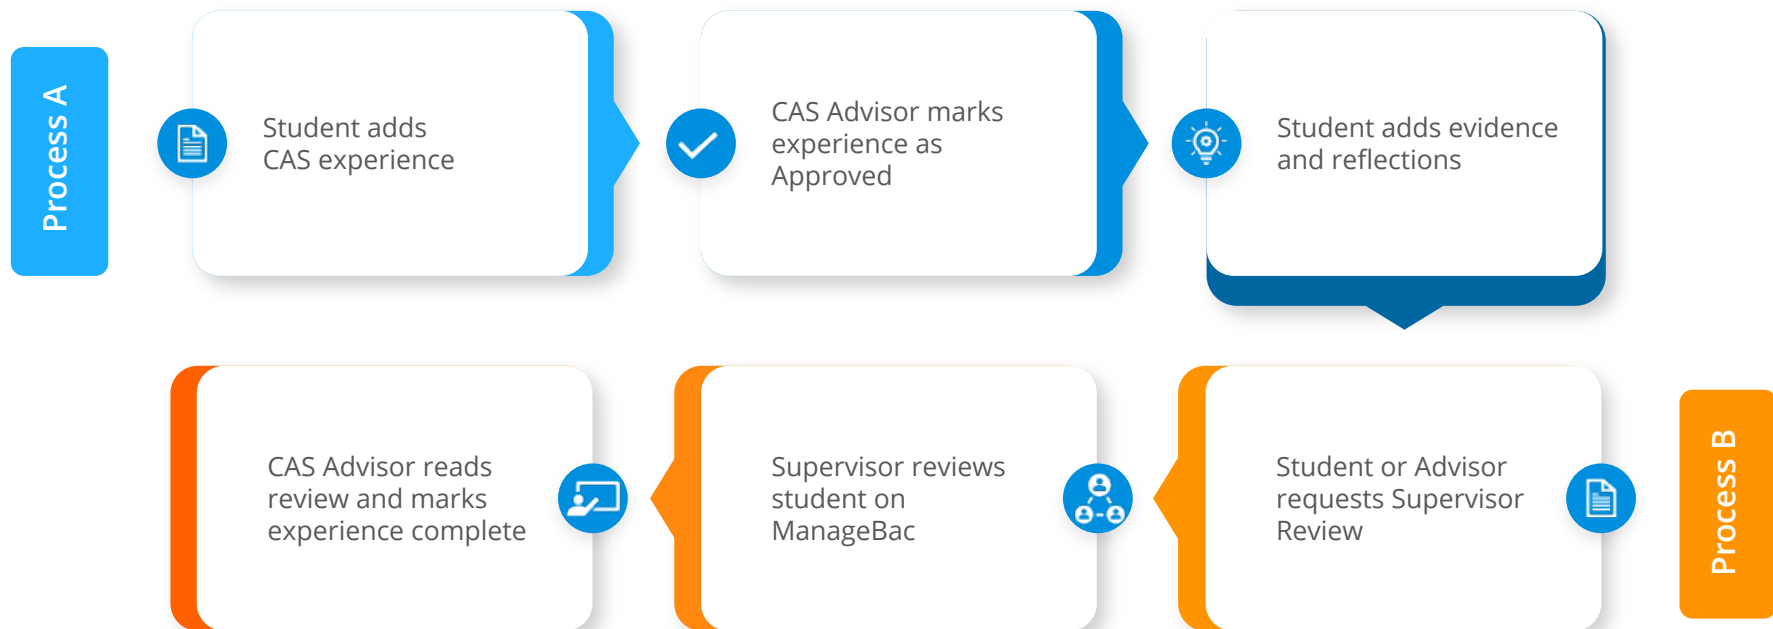 Process A
Student adds
CAS experience
CAS Advisor marks
experience as
Approved
Student adds evidence
and reflections
Process B
Student or Advisor
requests Supervisor
Review
Supervisor reviews
student on
ManageBac
CAS Advisor reads
review and marks
experience complete